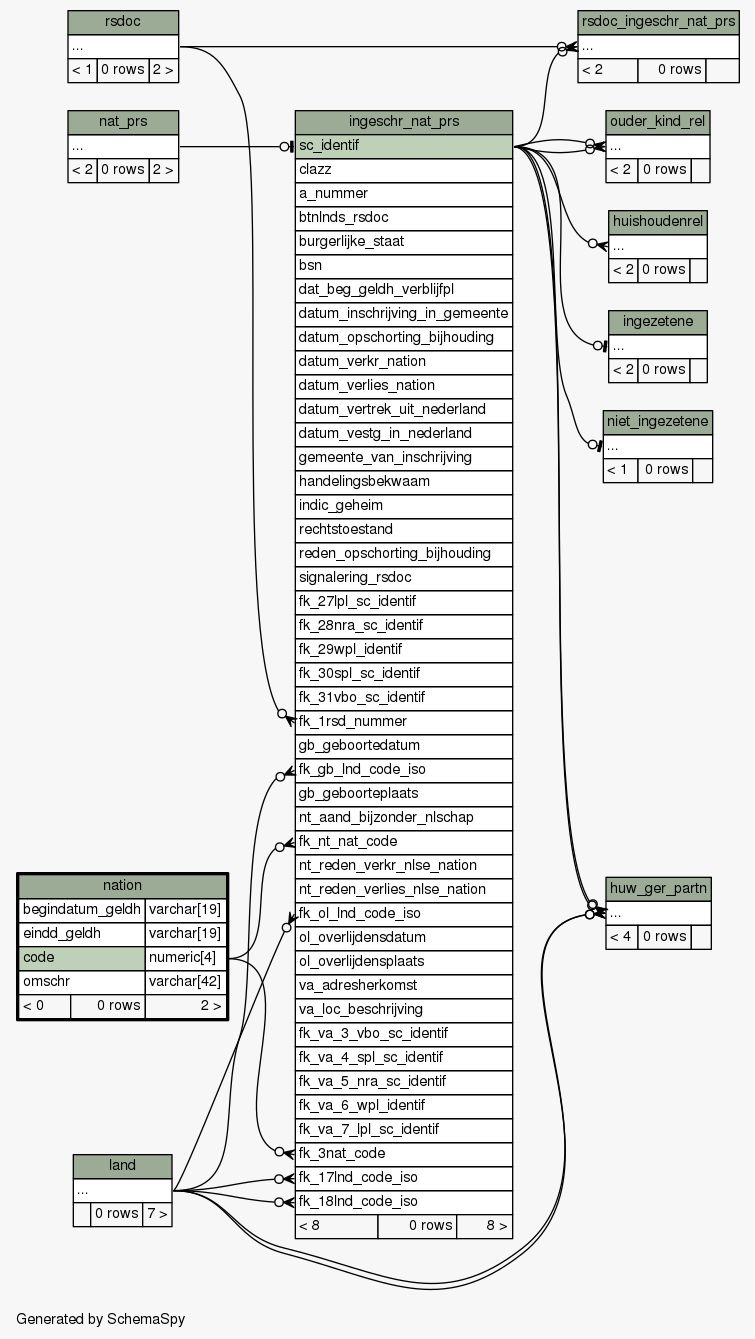 rsdoc
...
< 1 0 rows 2 >
rsdoc_ingeschr_nat_prs
...
< 2 0 rows
nat_prs
...
< 2 0 rows 2 >
ingeschr_nat_prs
sc_identif
clazz
a_nummer
btnlnds_rsdoc
burgerlijke_staat
bsn
dat_beg_geldh_verblijfpl
datum_inschrijving_in_gemeente
datum_opschorting_bijhouding
datum_verkr_nation
datum_verlies_nation
datum_vertrek_uit_nederland
datum_vestg_in_nederland
gemeente_van_inschrijving
handelingsbekwaam
indic_geheim
rechtstoestand
reden_opschorting_bijhouding
signalering_rsdoc
fk_27lpl_sc_identif
fk_28nra_sc_identif
fk_29wpl_identif
fk_30spl_sc_identif
fk_31vbo_sc_identif
fk_1rsd_nummer
gb_geboortedatum
fk_gb_lnd_code_iso
gb_geboorteplaats
nt_aand_bijzonder_nlschap
fk_nt_nat_code
nt_reden_verkr_nlse_nation
nt_reden_verlies_nlse_nation
fk_ol_lnd_code_iso
ol_overlijdensdatum
ol_overlijdensplaats
va_adresherkomst
va_loc_beschrijving
fk_va_3_vbo_sc_identif
fk_va_4_spl_sc_identif
fk_va_5_nra_sc_identif
fk_va_6_wpl_identif
fk_va_7_lpl_sc_identif
fk_3nat_code
fk_17lnd_code_iso
fk_18lnd_code_iso
< 8 0 rows 8 >
ouder_kind_rel
...
< 2 0 rows
huishoudenrel
...
< 2 0 rows
ingezetene
...
< 2 0 rows
niet_ingezetene
...
< 1 0 rows
nation
begindatum_geldh varchar[19]
eindd_geldh varchar[19]
code numeric[4]
omschr varchar[42]
< 0 0 rows 2 >
huw_ger_partn
...
< 4 0 rows
land
...
0 rows 7 >
Generated by SchemaSpy